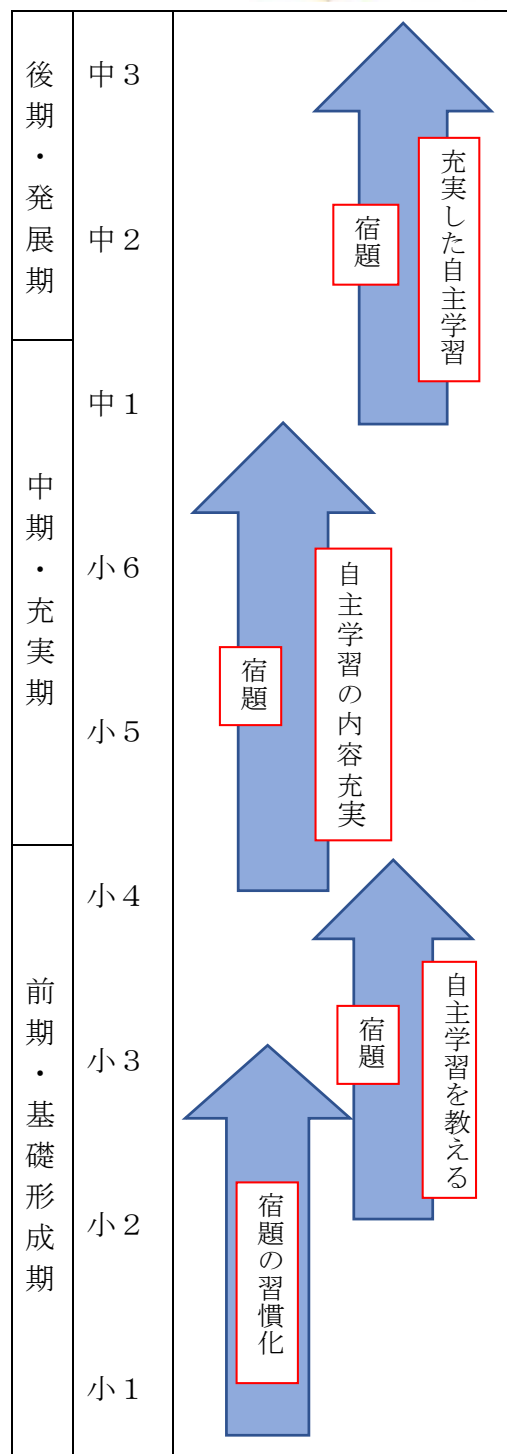 後期・発展期
中３
中２
宿題
充実した自主学習
中期・充実期
中１
小６
小５
宿題
自主学習の内容充実
前期・基礎形成期
小４
小３
小２
小１
宿題
自主学習を教える
宿題の習慣化